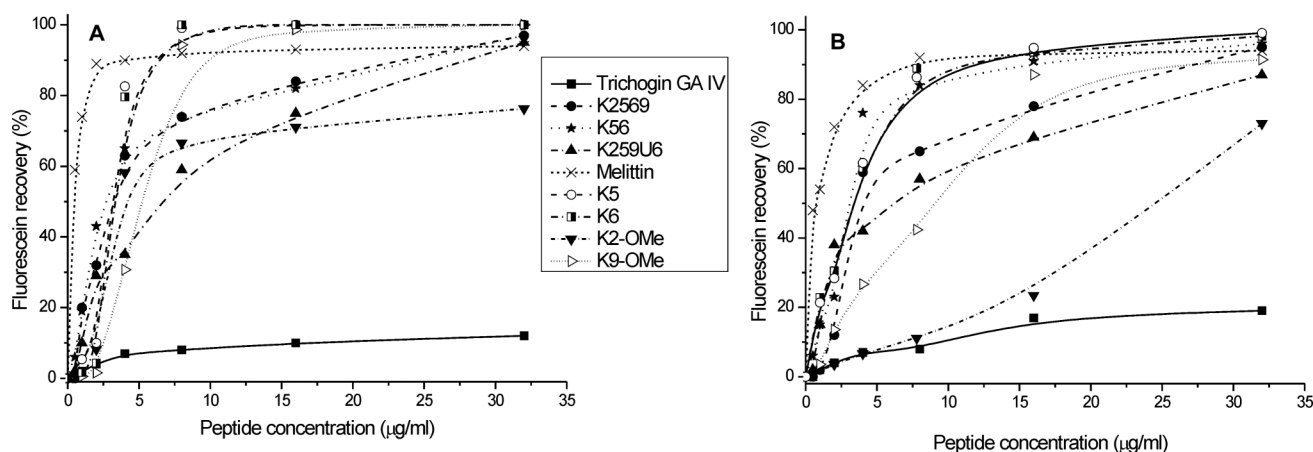 A
Fluorescein recovery (%)
100
80
60
40
20
0
0 5 10 15 20 25 30 35
Peptide concentration (μg/ml)
Trichogin GA IV
K2569
K56
K259U6
Melittin
K5
K6
K2-OMe
K9-OMe
B
Fluorescein recovery (%)
100
80
60
40
20
0
0 5 10 15 20 25 30 35
Peptide concentration (μg/ml)